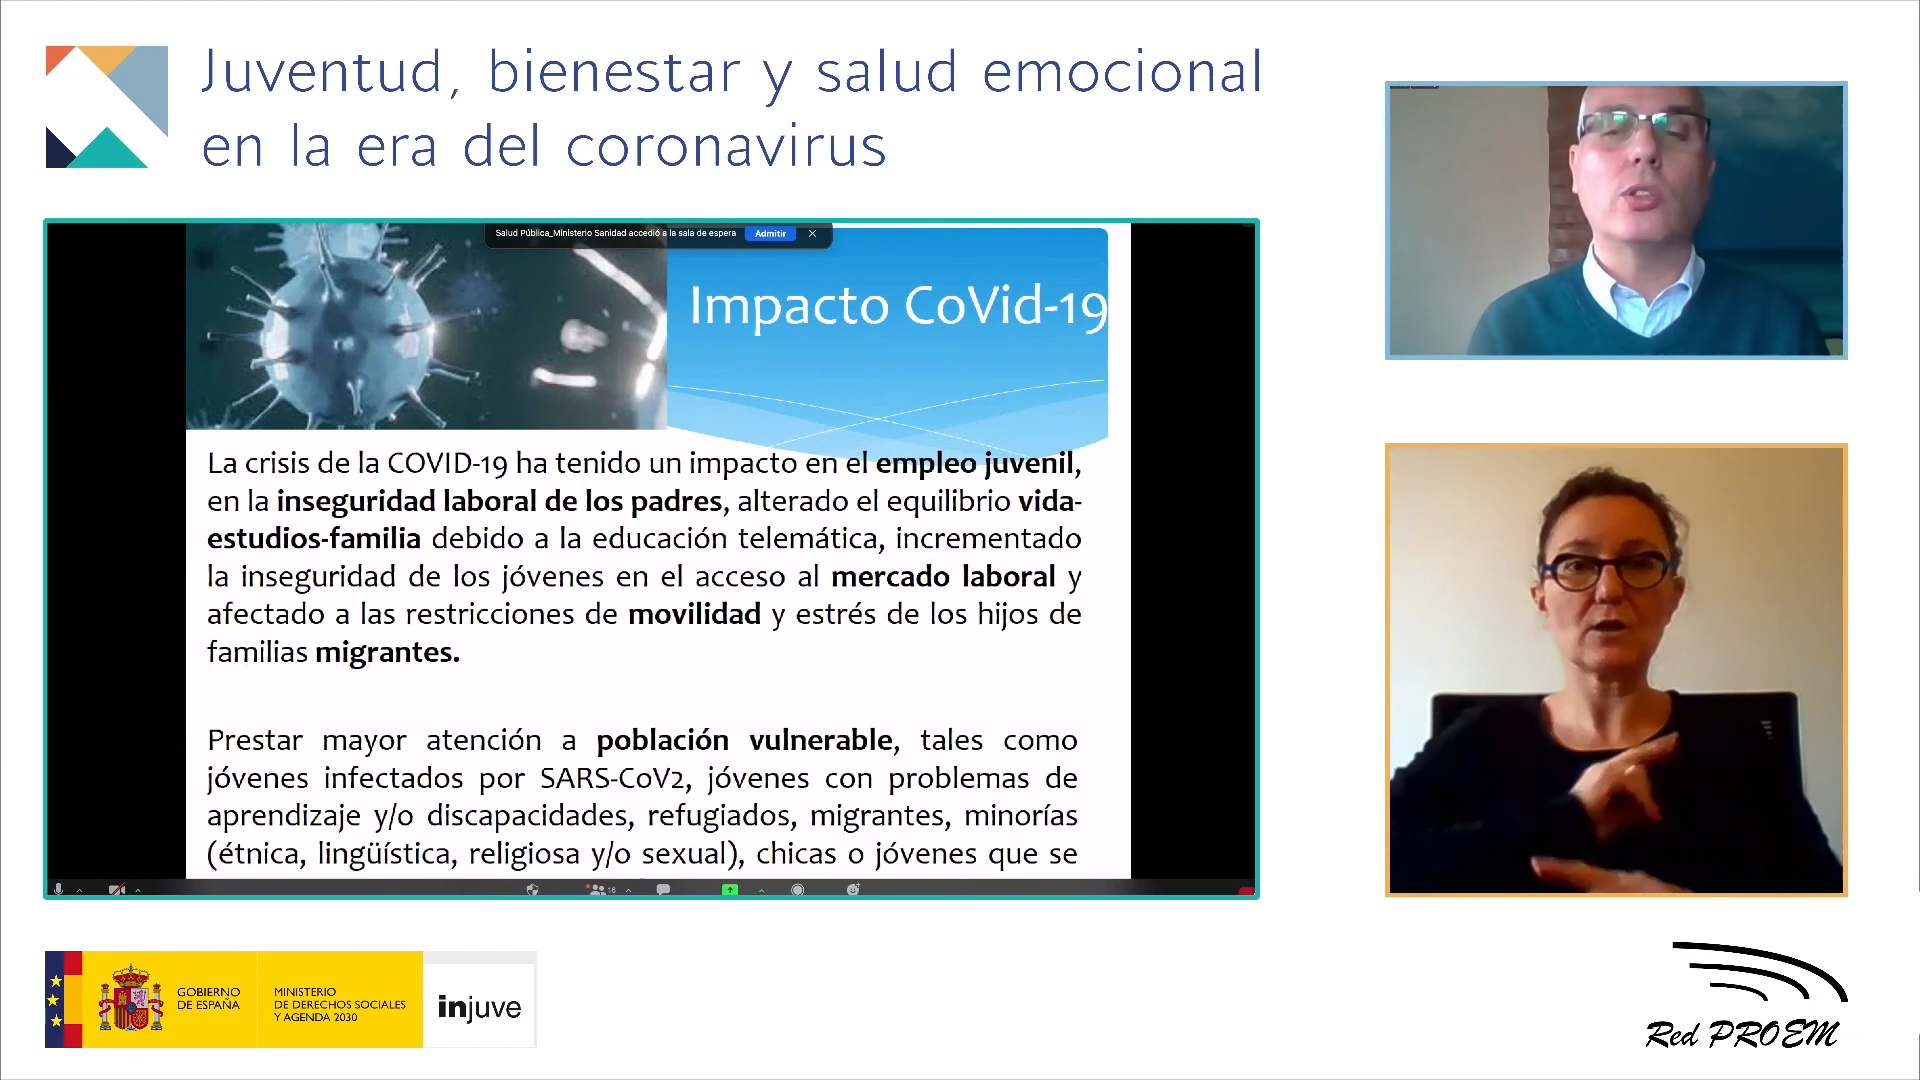 Juventud, bienestar y salud emocional
en la era del coronavirus
Salud Pública_Ministerio Sanidad accedió a la sala de espera Admitir
Impacto CoVid-19
La crisis de la COVID-19 ha tenido un impacto en el empleo juvenil,
en la inseguridad laboral de los padres, alterado el equilibrio vida-
estudios-familia debido a la educación telemática, incrementado
la inseguridad de los jóvenes en el acceso al mercado laboral y
afectado a las restricciones de movilidad y estrés de los hijos de
familias migrantes.
Prestar mayor atención a población vulnerable, tales como
jóvenes infectados por SARS-CoV2, jóvenes con problemas de
aprendizaje y/o discapacidades, refugiados, migrantes, minorías
(étnica, lingüística, religiosa y/o sexual), chicas o jóvenes que se
16
GOBIERNO
DE ESPAÑA
MINISTERIO
DE DERECHOS SOCIALES
Y AGENDA 2030
injuve
Red PROEM